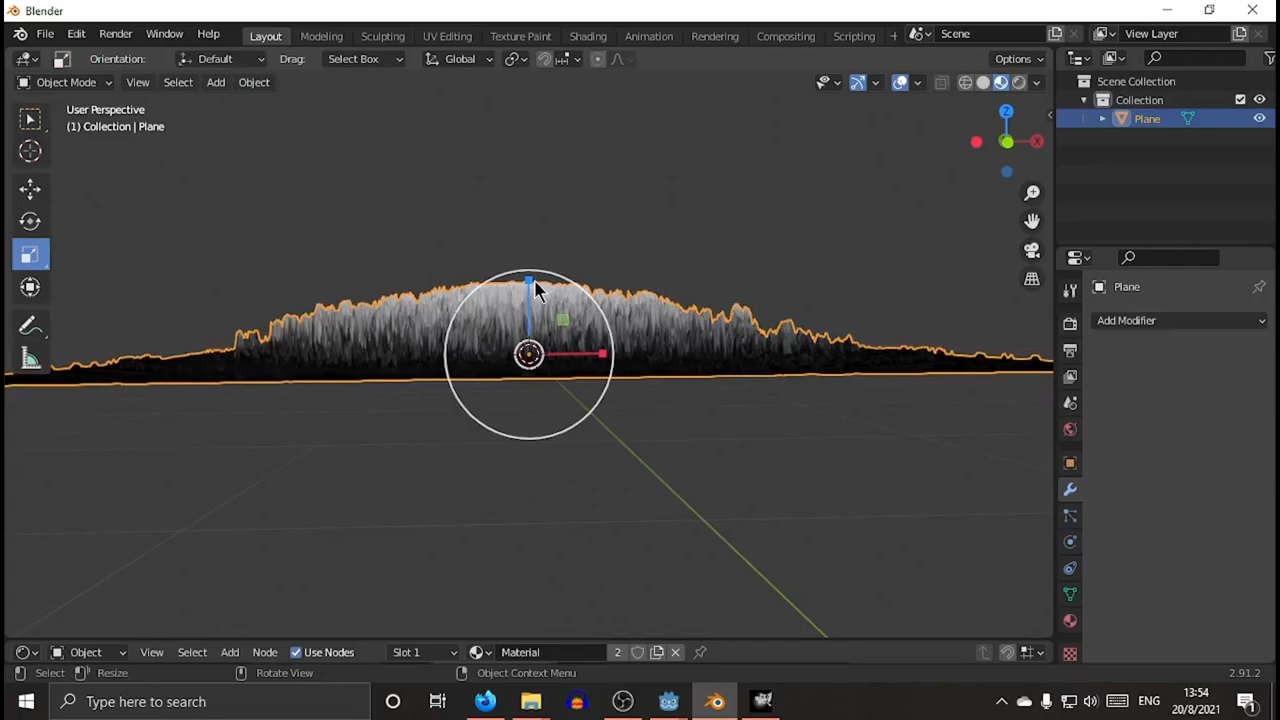 Blender
File Edit Render Window Help Layout Modeling Sculpting UV Editing Texture Paint Shading Animation Rendering Compositing Scripting + Scene View Layer
Orientation: Default Drag: Select Box Global Options
Object Mode View Select Add Object
User Perspective
(1) Collection | Plane
Z
X
Scene Collection
Collection
Plane
Plane
Add Modifier
Object View Select Add Node Use Nodes Slot 1 Material 2
Select Resize Rotate View Object Context Menu 2.91.2
Type here to search
ENG
13:54
20/8/2021
1